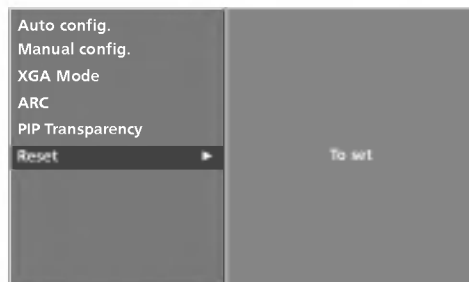 Auto config.
Manual config.
XGA Mode
ARC
PIP Transparency
Reset
To set